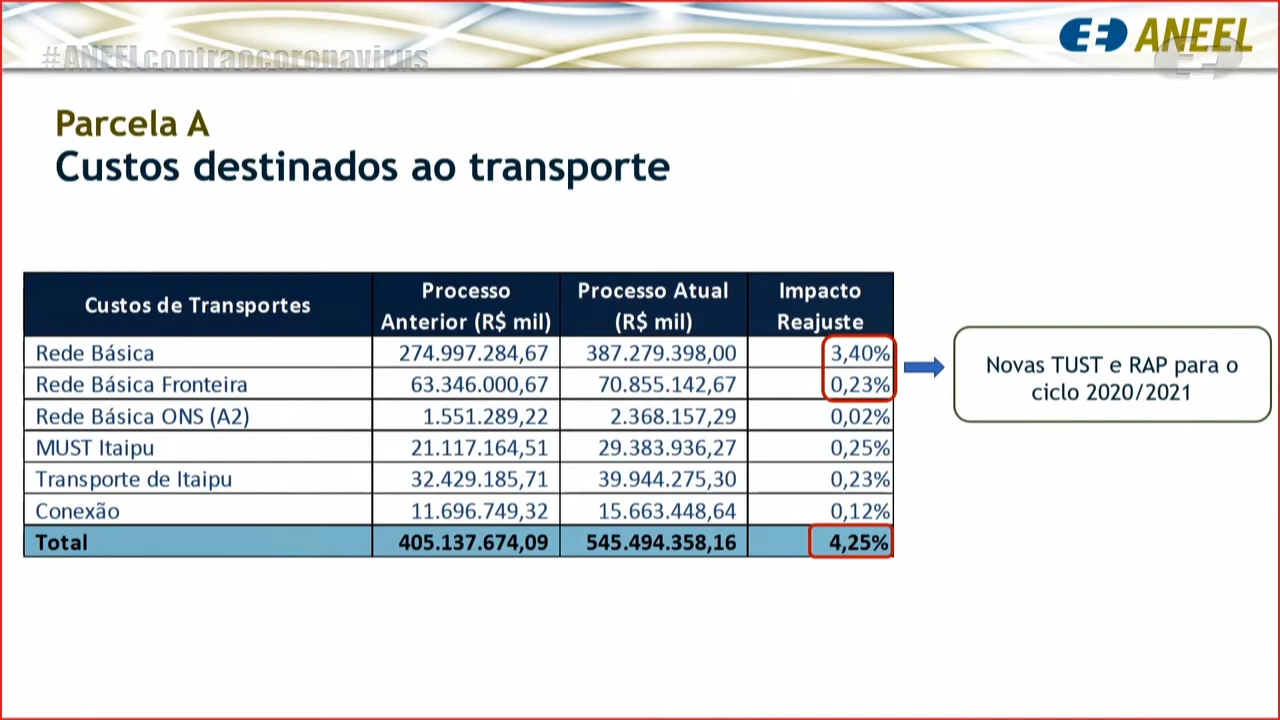 #ANEELcontraocoronavirus
ANEEL
Parcela A
Custos destinados ao transporte
Custos de Transportes Processo Anterior (R$ mil) Processo Atual (R$ mil) Impacto Reajuste
Rede Básica 274.997.284,67 387.279.398,00 3,40%
Rede Básica Fronteira 63.346.000,67 70.855.142,67 0,23%
Rede Básica ONS (A2) 1.551.289,22 2.368.157,29 0,02%
MUST Itaipu 21.117.164,51 29.383.936,27 0,25%
Transporte de Itaipu 32.429.185,71 39.944.275,30 0,23%
Conexão 11.696.749,32 15.663.448,64 0,12%
Total 405.137.674,09 545.494.358,16 4,25%
Novas TUST e RAP para o
ciclo 2020/2021